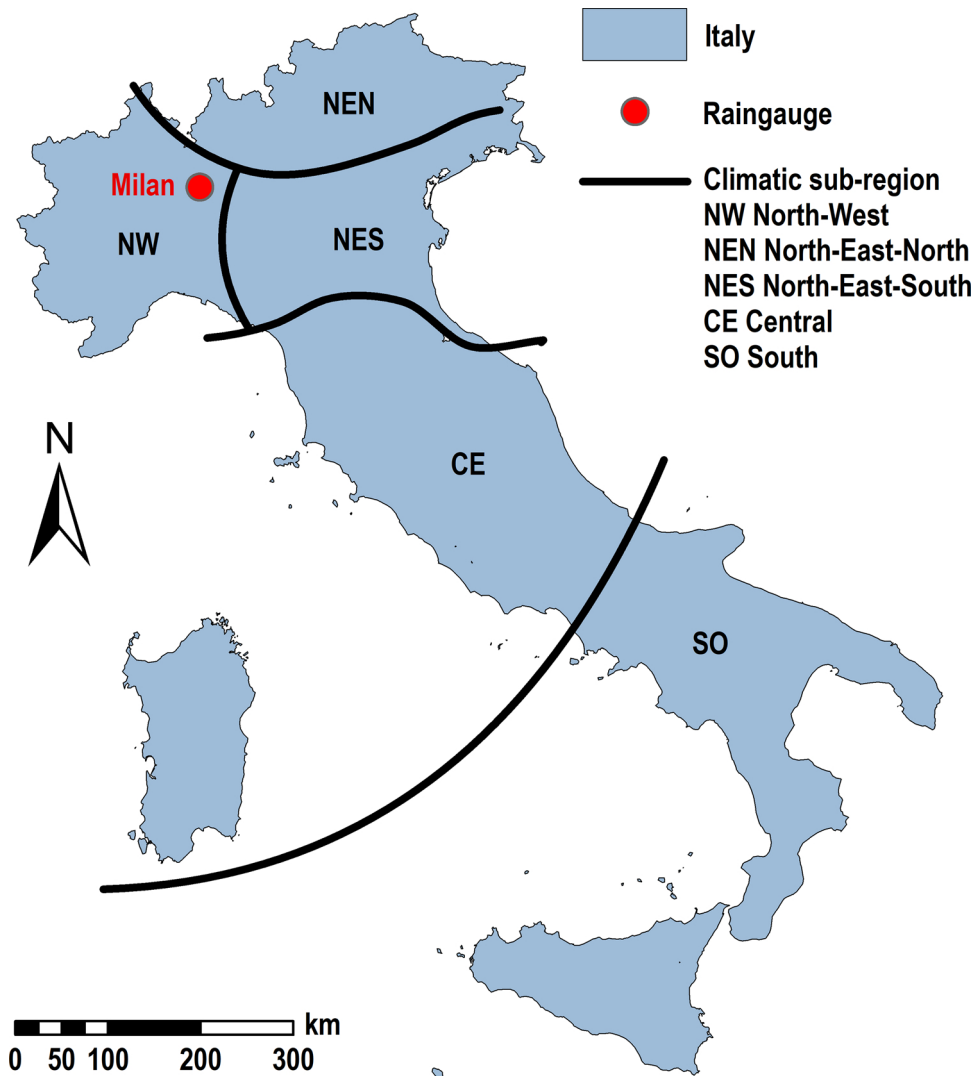 Italy
NEN
Raingauge
Milan
Climatic sub-region
NW North-West
NW
NES
NEN North-East-North
NES North-East-South
CE Central
SO South
N
CE
SO
km
0 50 100 200 300